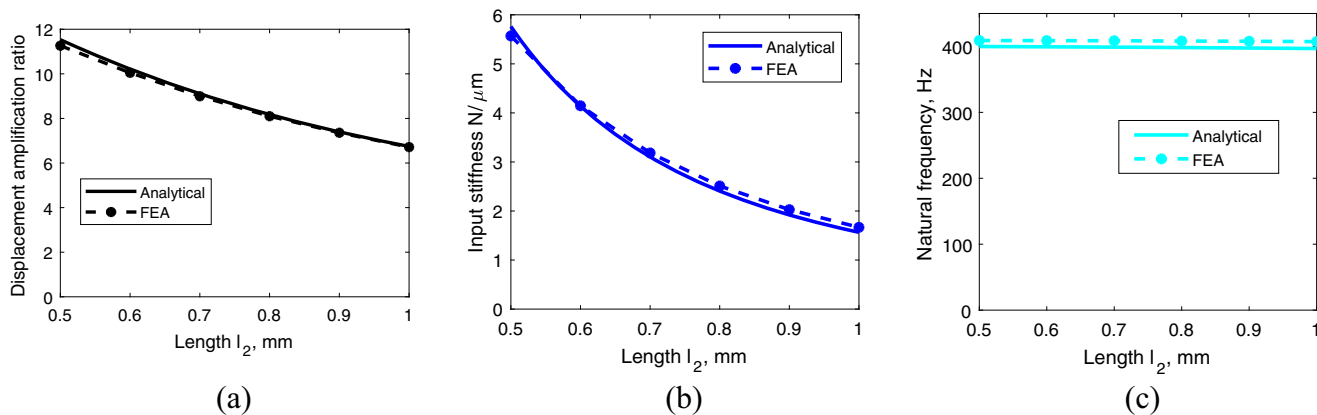 Displacement amplification ratio
12
10
8
6
4
2
0
0.5 0.6 0.7 0.8 0.9 1
Length l2, mm
Analytical
FEA
(a)
Input stiffness N/ μm
6
5
4
3
2
1
0
0.5 0.6 0.7 0.8 0.9 1
Length l2, mm
Analytical
FEA
(b)
Natural frequency, Hz
400
300
200
100
0
0.5 0.6 0.7 0.8 0.9 1
Length l2, mm
Analytical
FEA
(c)